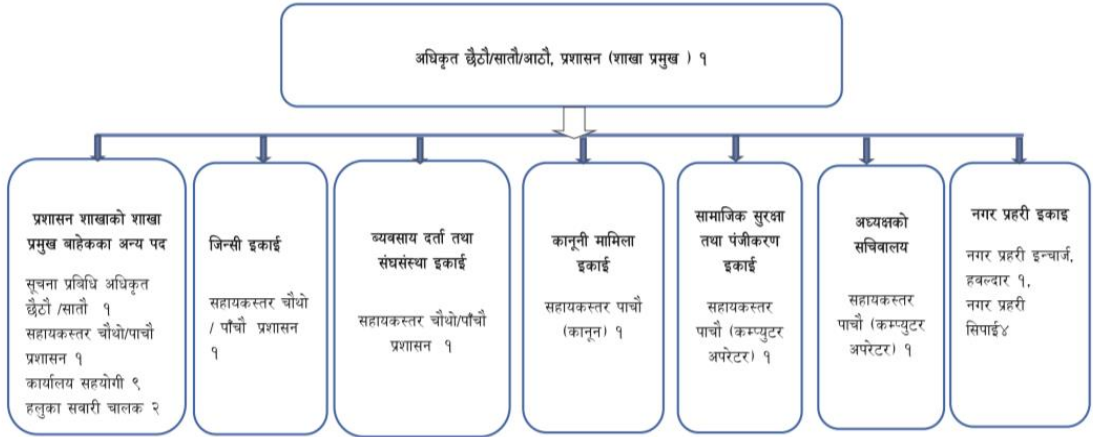 अधिकृत छैठौ/सातौ/आठौ, प्रशासन (शाखा प्रमुख ) १
प्रशासन शाखाको शाखा
प्रमुख बाहेकका अन्य पद
सूचना प्रविधि अधिकृत
छैठौ /सातौ १
सहायकस्तर चौथो/पाचौ
प्रशासन १
कार्यालय सहयोगी ९
हलुका सवारी चालक २
जिन्सी इकाई
सहायकस्तर चौथो
/ पाँचौ प्रशासन
१
व्यवसाय दर्ता तथा
संघसंस्था इकाई
सहायकस्तर चौथो/पाँचौ
प्रशासन १
कानूनी मामिला
इकाई
सहायकस्तर पाचौ
(कानून) १
सामाजिक सुरक्षा
तथा पंजीकरण
इकाई
सहायकस्तर
पाचौ (कम्प्युटर
अपरेटर) १
अध्यक्षको
सचिवालय
सहायकस्तर
पाचौ (कम्प्युटर
अपरेटर) १
नगर प्रहरी इकाइ
नगर प्रहरी इन्चार्ज,
हवल्दार १,
नगर प्रहरी
सिपाई४